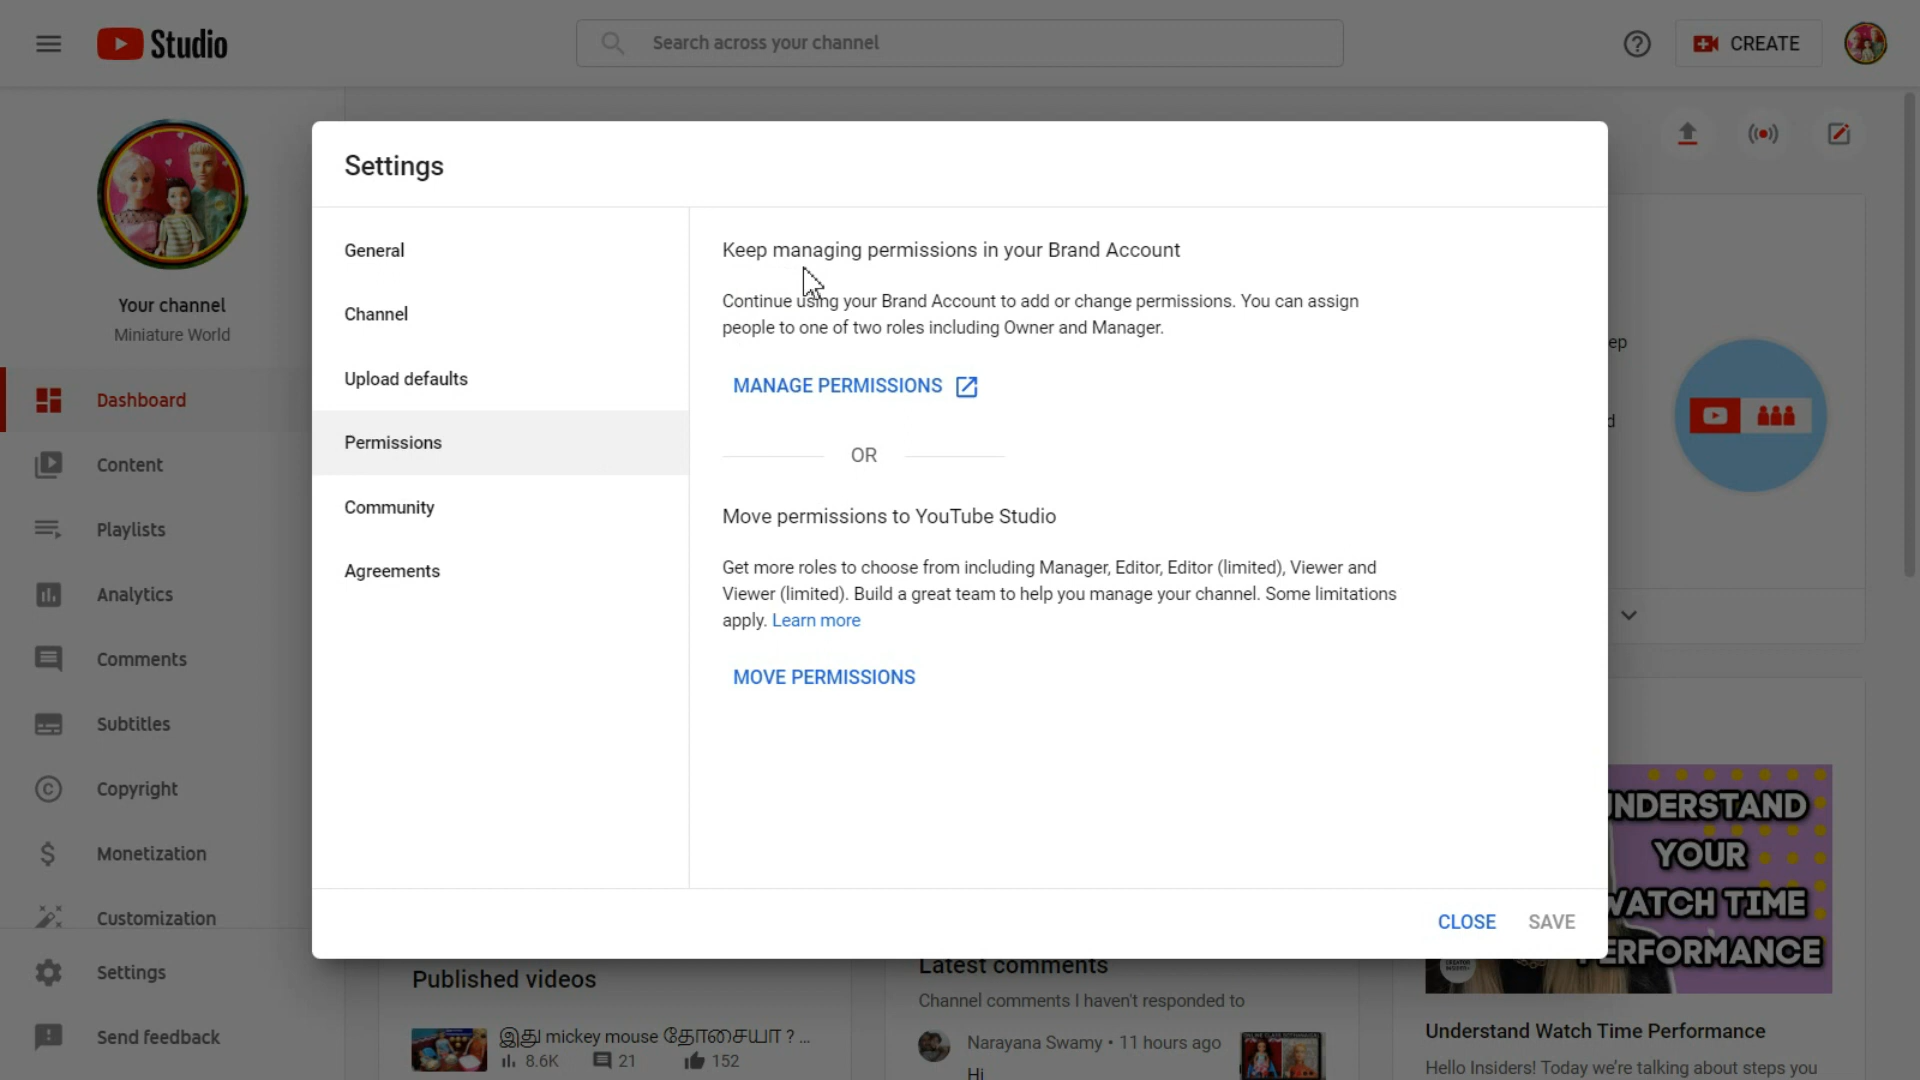 Studio
Search across your channel
CREATE
Your channel
Miniature World
Dashboard
Content
Playlists
Analytics
Comments
Subtitles
Copyright
Monetization
Customization
Settings
Send feedback
Settings
General
Channel
Upload defaults
Permissions
Community
Agreements
Keep managing permissions in your Brand Account
Continue using your Brand Account to add or change permissions. You can assign
people to one of two roles including Owner and Manager.
MANAGE PERMISSIONS
OR
Move permissions to YouTube Studio
Get more roles to choose from including Manager, Editor, Editor (limited), Viewer and
Viewer (limited). Build a great team to help you manage your channel. Some limitations
apply. Learn more
MOVE PERMISSIONS
CLOSE SAVE
ep
d
Published videos
இது mickey mouse தோசையா ? ...
8.6K 21 152
Latest comments
Channel comments I haven't responded to
Narayana Swamy • 11 hours ago
Hi
UNDERSTAND
YOUR
WATCH TIME
PERFORMANCE
Understand Watch Time Performance
Hello Insiders! Today we're talking about steps you